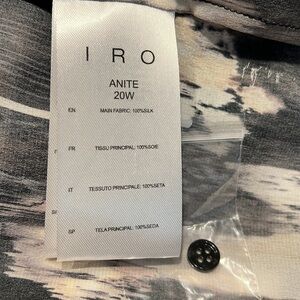 IRO
ANITE
20W
EN MAIN FABRIC: 100%SILK
FR TISSU PRINCIPAL: 100%SOIE
IT TESSUTO PRINCIPALE: 100%SETA
SP TELA PRINCIPAL: 100%SEDA